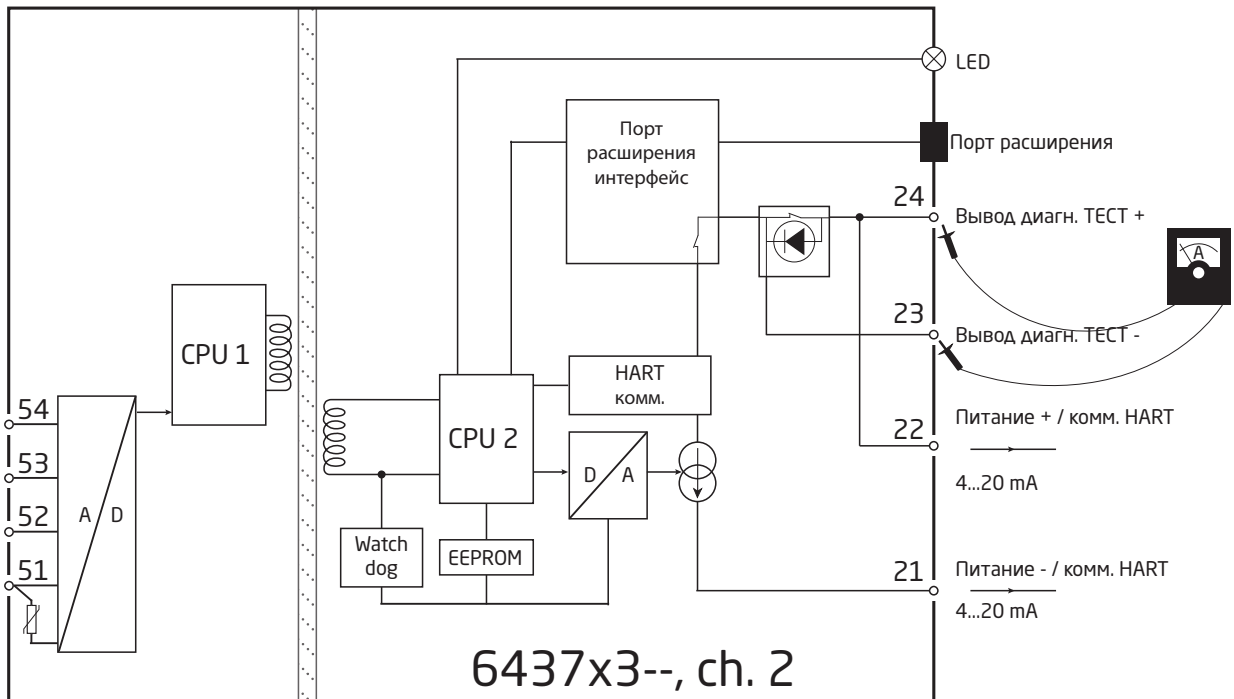 LED
Порт
расширения
интерфейс
Порт расширения
24
Вывод диагн. ТЕСТ +
A
23
Вывод диагн. ТЕСТ -
CPU 1
HART
комм.
54
53
52
51
A
D
CPU 2
D
A
22
Питание + / комм. HART
4...20 mA
Watch
dog
EEPROM
21
Питание - / комм. HART
4...20 mA
6437x3--, ch. 2